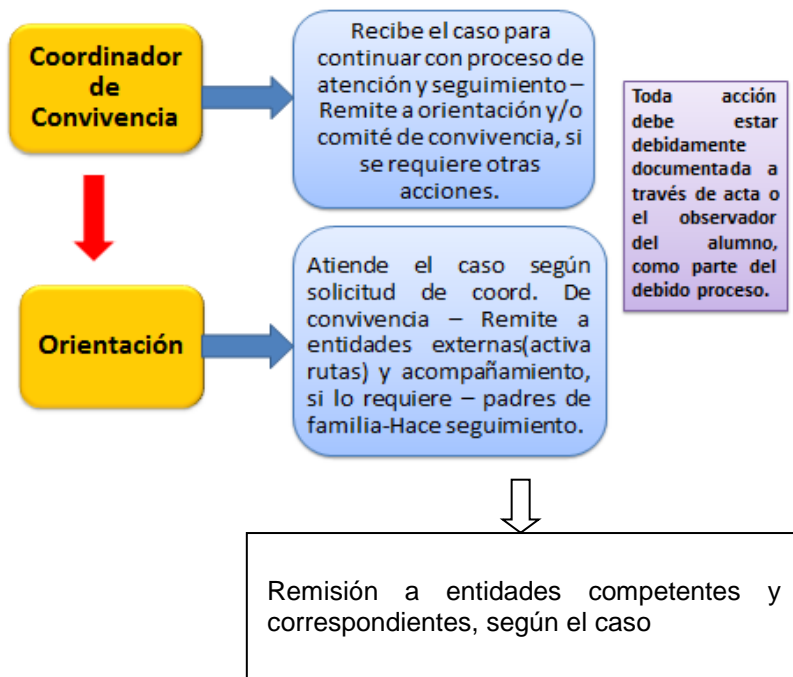 Coordinador
de
Convivencia
Recibe el caso para
continuar con proceso de
atención y seguimiento –
Remite a orientación y/o
comité de convivencia, si
se requiere otras
acciones.
Toda acción
debe estar
debidamente
documentada a
través de acta o
el observador
del alumno,
como parte del
debido proceso.
Orientación
Atiende el caso según
solicitud de coord. De
convivencia – Remite a
entidades externas(activa
rutas) y acompañamiento,
si lo requiere – padres de
familia-Hace seguimiento.
Remisión a entidades competentes y
correspondientes, según el caso